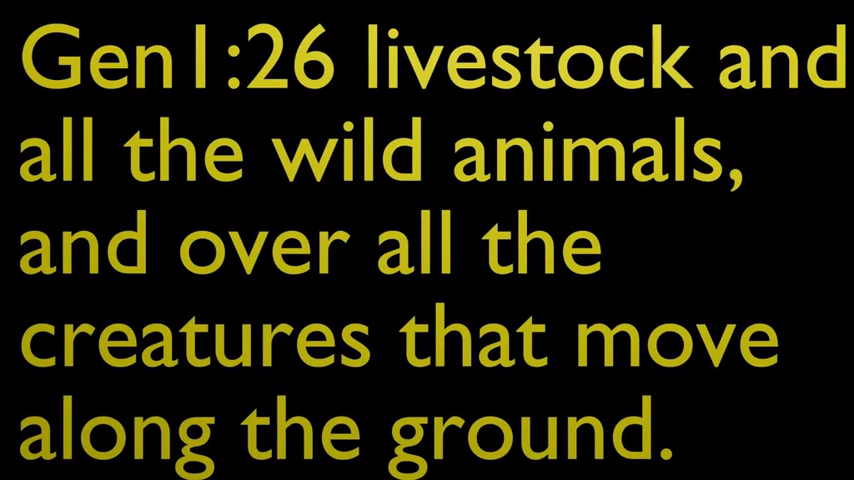 Gen1:26 livestock and
all the wild animals,
and over all the
creatures that move
along the ground.